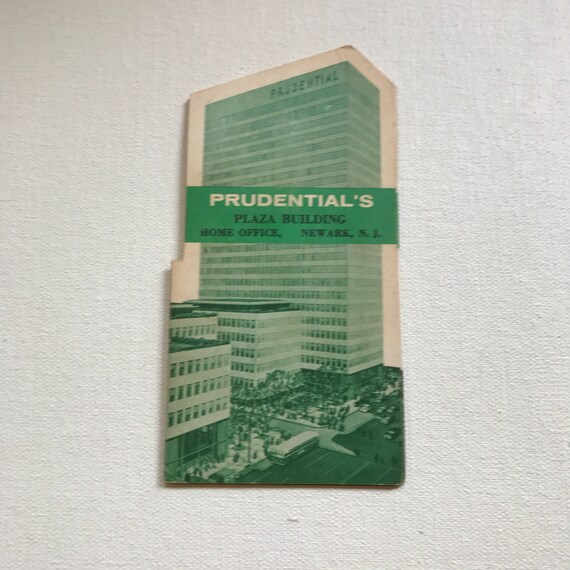 PRUDENTIAL
PRUDENTIAL'S
PLAZA BUILDING
HOME OFFICE, NEWARK, N. J.